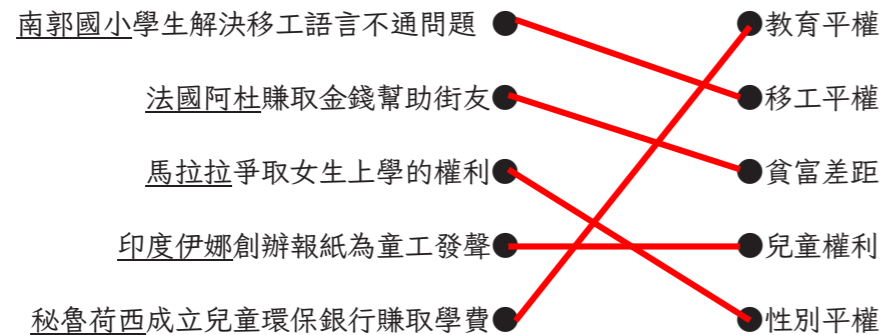 南郭國小學生解決移工語言不通問題 ●教育平權
法國阿杜賺取金錢幫助街友 ●移工平權
馬拉拉爭取女生上學的權利 ●貧富差距
印度伊娜創辦報紙為童工發聲 ●兒童權利
秘魯荷西成立兒童環保銀行賺取學費 ●性別平權